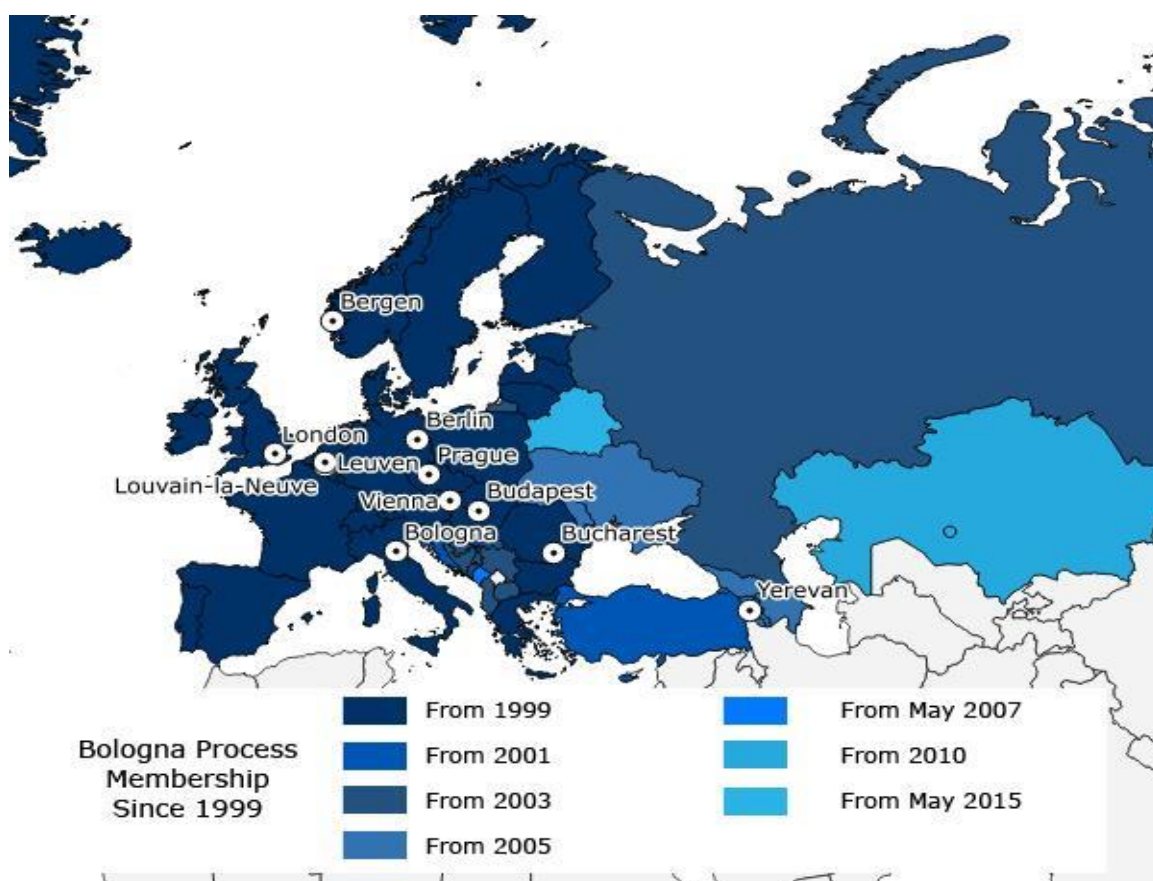 Bergen
Berlin
London
Prague
Leuven
Louvain-la-Neuve
Vienna
Budapest
Bologna
Bucharest
Yerevan
Bologna Process
Membership
Since 1999
From 1999
From 2001
From 2003
From 2005
From May 2007
From 2010
From May 2015